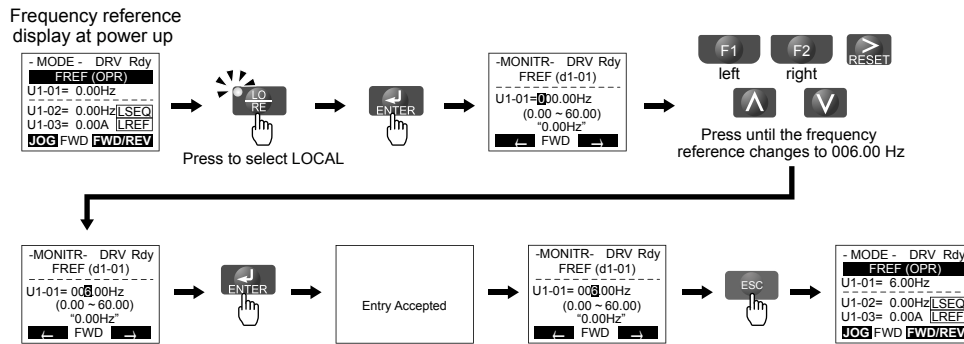 Frequency reference
display at power up
- MODE - DRV Rdy
FREF (OPR)
U1-01= 0.00Hz
U1-02= 0.00Hz LSEQ
U1-03= 0.00A LREF
JOG FWD FWD/REV
LO
RE
Press to select LOCAL
ENTER
-MONITR- DRV Rdy
FREF (d1-01)
U1-01=000.00Hz
(0.00 ~ 60.00)
“0.00Hz”
← FWD →
F1
left
F2
right
>
RESET
∧ ∨
Press until the frequency
reference changes to 006.00 Hz
-MONITR- DRV Rdy
FREF (d1-01)
U1-01= 006.00Hz
(0.00 ~ 60.00)
“0.00Hz”
← FWD →
ENTER
Entry Accepted
-MONITR- DRV Rdy
FREF (d1-01)
U1-01= 006.00Hz
(0.00 ~ 60.00)
“0.00Hz”
← FWD →
ESC
- MODE - DRV Rdy
FREF (OPR)
U1-01= 6.00Hz
U1-02= 0.00Hz LSEQ
U1-03= 0.00A LREF
JOG FWD FWD/REV